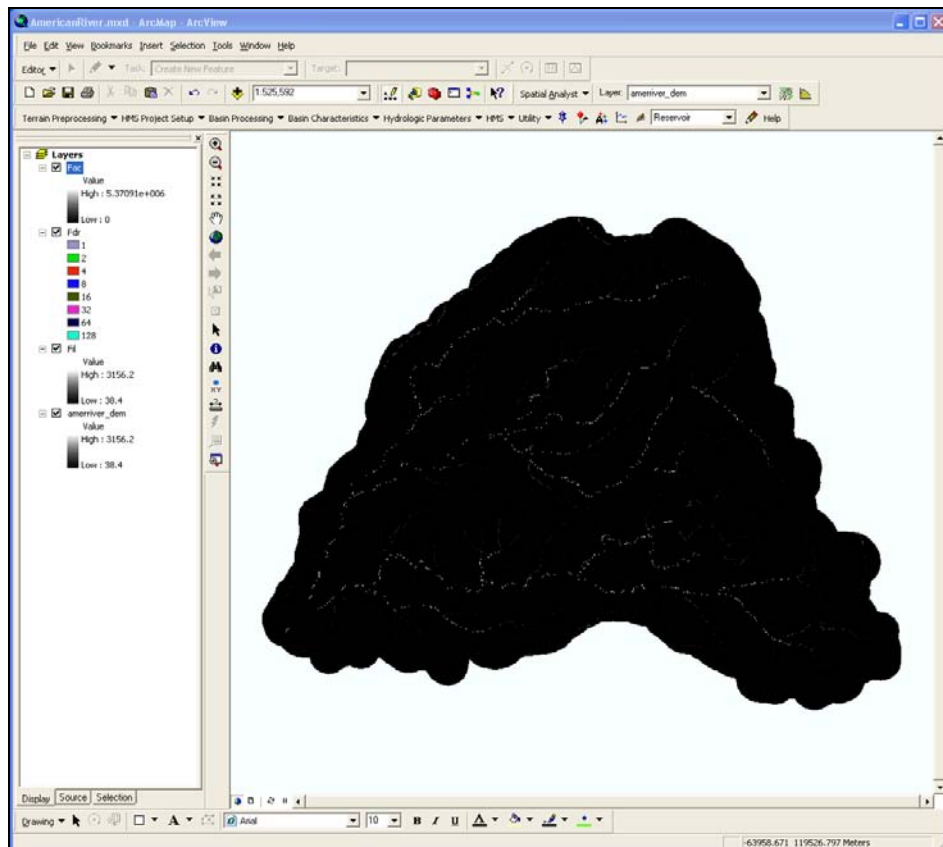 AmericanRiver.mxd - ArcMap - ArcView
File Edit View Bookmarks Insert Selection Tools Window Help
Editor Task: Create New Feature Target:
1:525,592 Spatial Analyst Layer: amerriver_dem
Terrain Preprocessing HMS Project Setup Basin Processing Basin Characteristics Hydrologic Parameters HMS Utility Reservoir Help
Layers
Fac
Value
High : 5.37091e+006
Low : 0
Fdr
1
2
4
8
16
32
64
128
Fil
Value
High : 3156.2
Low : 38.4
amerriver_dem
Value
High : 3156.2
Low : 38.4
XY
Display Source Selection
Drawing A Arial 10 B I U A
-63958.671 119526.797 Meters